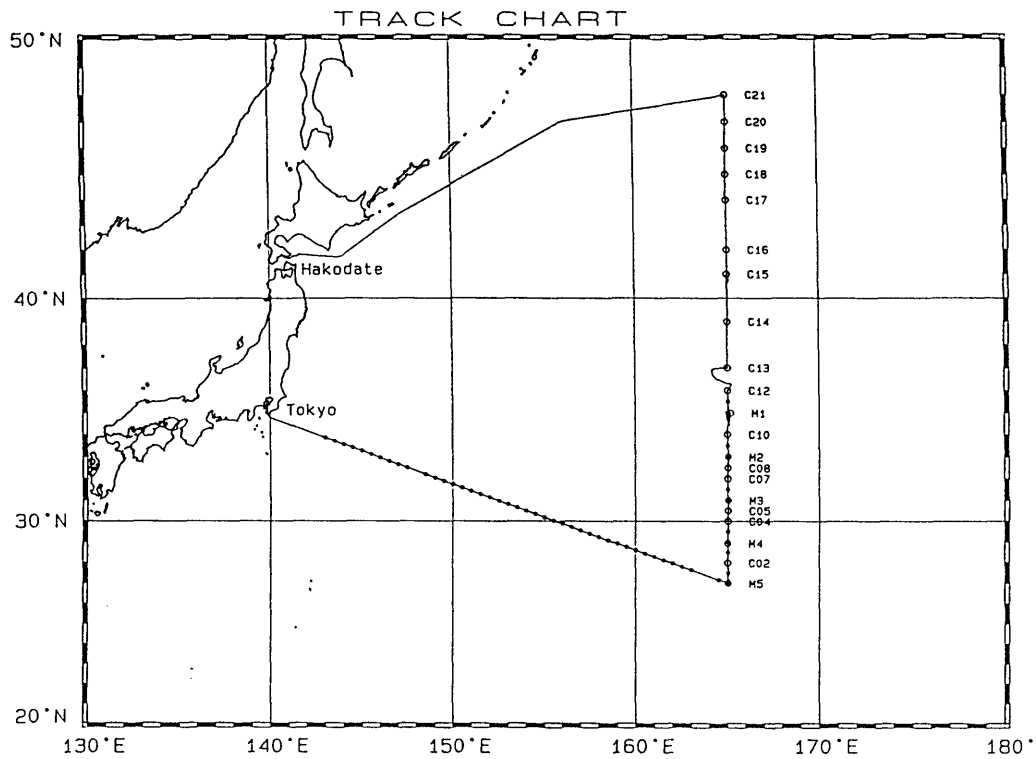 TRACK CHART
50°N
C21
C20
C19
C18
C17
C16
C15
Hakodate
40°N
C14
C13
C12
Tokyo
M1
C10
M2
C08
C07
M3
C05
30°N
C04
M4
C02
M5
20°N
130°E 140°E 150°E 160°E 170°E 180°